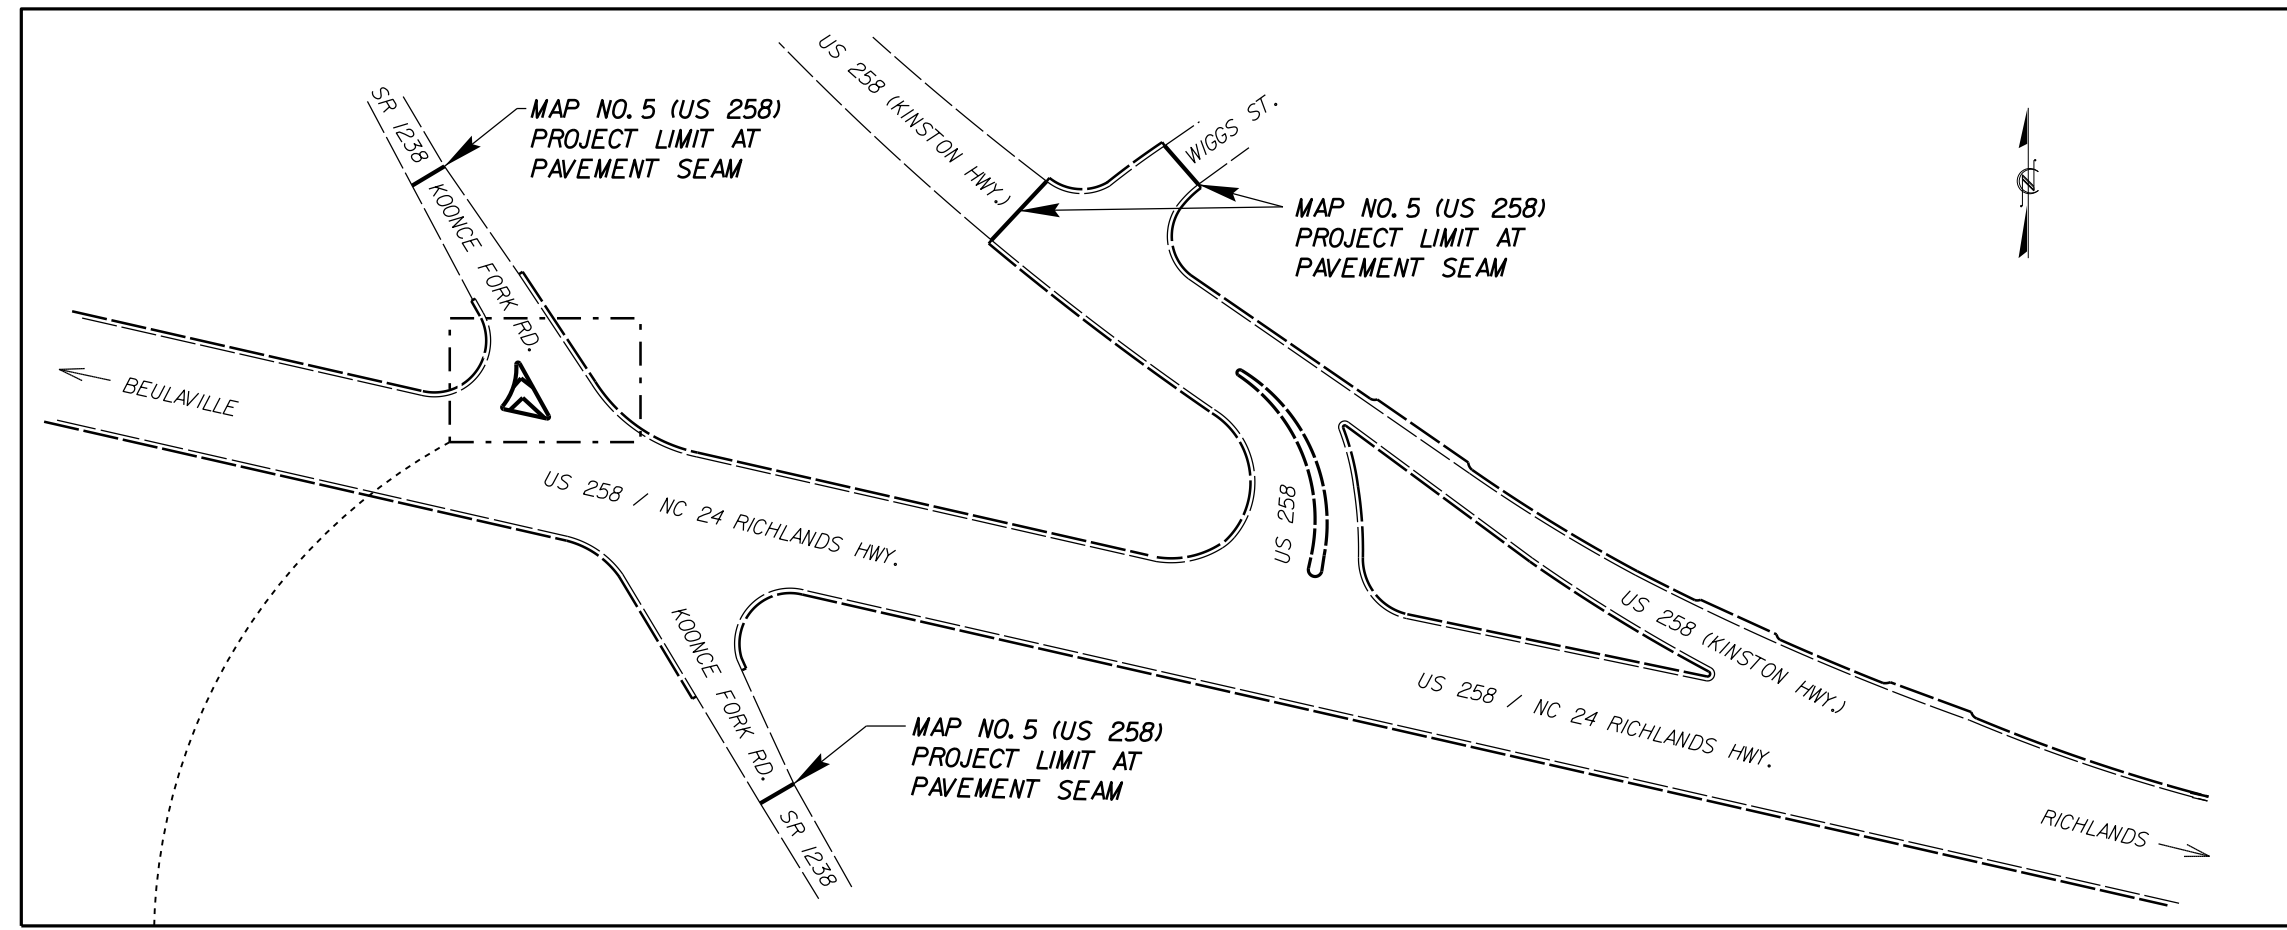 US 258 (KINSTON HWY.)
SR 1238
MAP NO. 5 (US 258)
PROJECT LIMIT AT
PAVEMENT SEAM
WIGGS ST.
KOONCE FORK RD.
MAP NO. 5 (US 258)
PROJECT LIMIT AT
PAVEMENT SEAM
N
BEULAVILLE
US 258 / NC 24 RICHLANDS HWY.
US 258
US 258 (KINSTON HWY.)
KOONCE FORK RD.
US 258 / NC 24 RICHLANDS HWY.
MAP NO. 5 (US 258)
PROJECT LIMIT AT
PAVEMENT SEAM
SR 1238
RICHLANDS